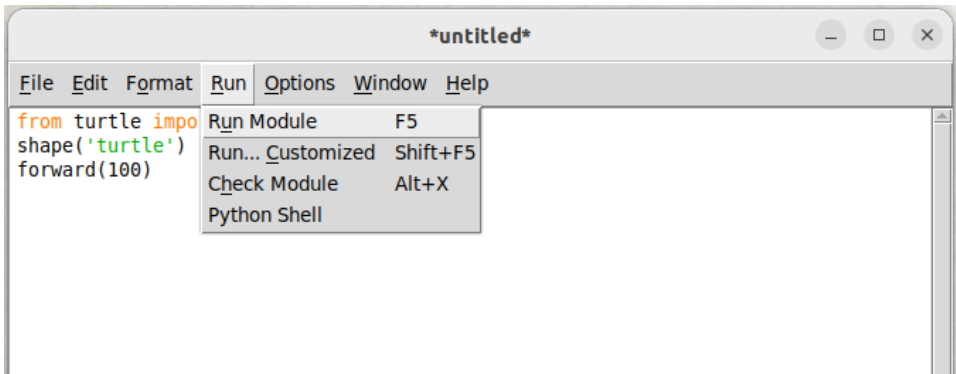 *untitled*
File Edit Format Run Options Window Help
from turtle impo
shape('turtle')
forward(100)
Run Module F5
Run... Customized Shift+F5
Check Module Alt+X
Python Shell